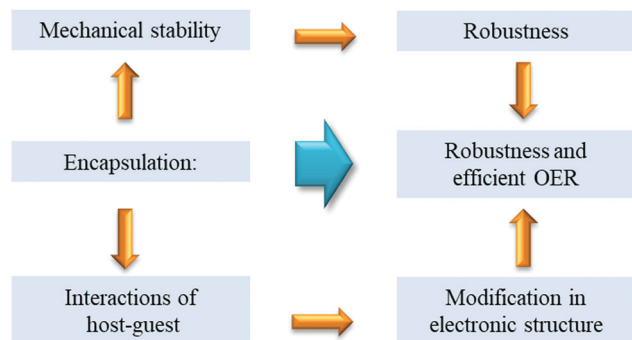 Mechanical stability
Robustness
Encapsulation:
Robustness and
efficient OER
Interactions of
host-guest
Modification in
electronic structure